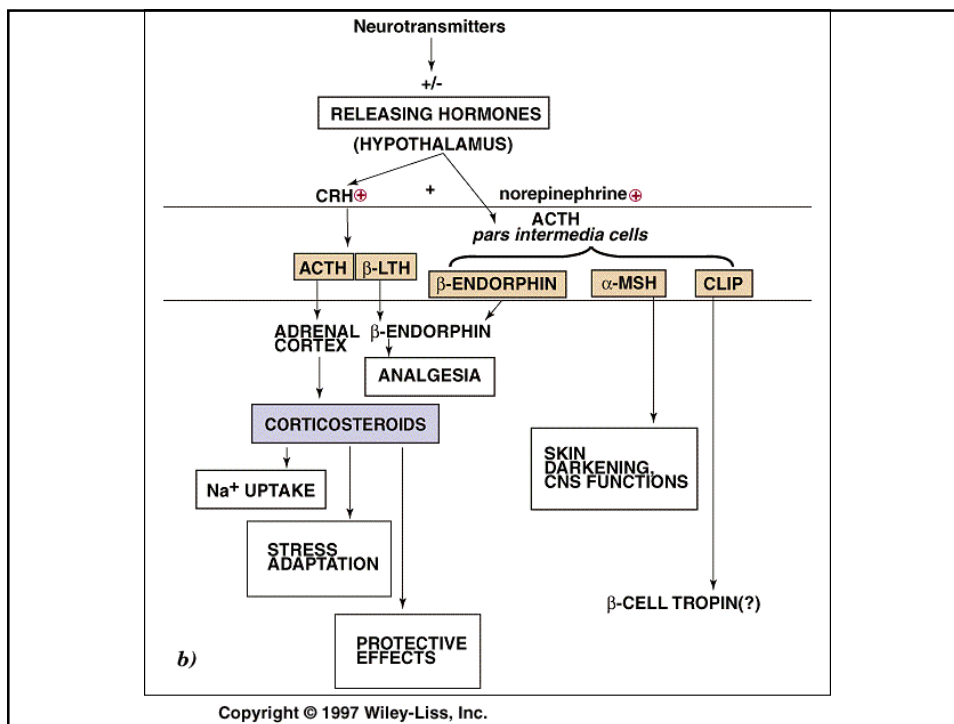 Neurotransmitters
+/-
RELEASING HORMONES
(HYPOTHALAMUS)
CRH⊕ + norepinephrine⊕
ACTH
pars intermedia cells
ACTH β-LTH β-ENDORPHIN α-MSH CLIP
ADRENAL
CORTEX
β-ENDORPHIN
ANALGESIA
CORTICOSTEROIDS
Na⁺ UPTAKE
SKIN
DARKENING,
CNS FUNCTIONS
STRESS
ADAPTATION
β-CELL TROPIN(?)
PROTECTIVE
EFFECTS
b)
Copyright © 1997 Wiley-Liss, Inc.